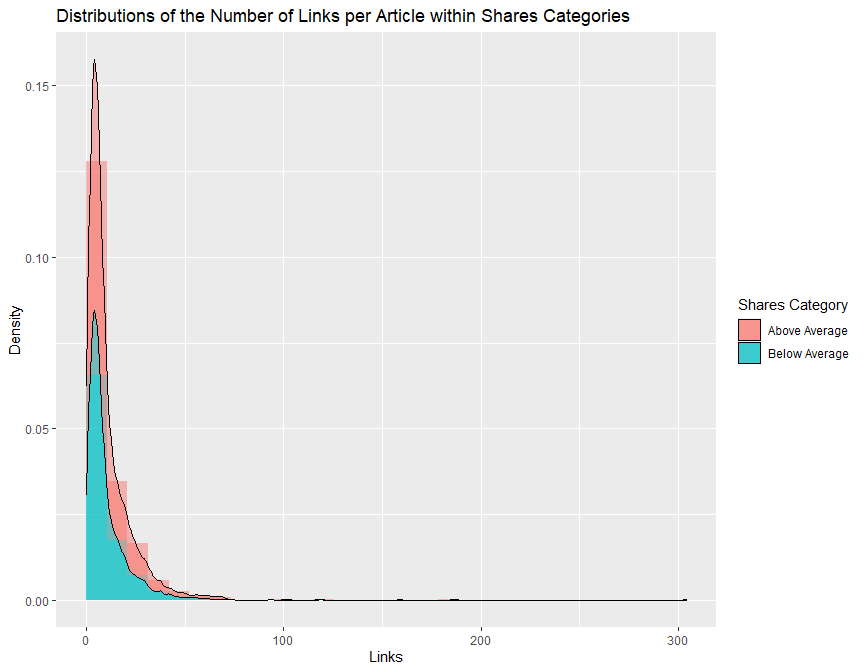 Distributions of the Number of Links per Article within Shares Categories
0.15
0.10
0.05
0.00
Density
0
100
200
300
Links
Shares Category
Above Average
Below Average